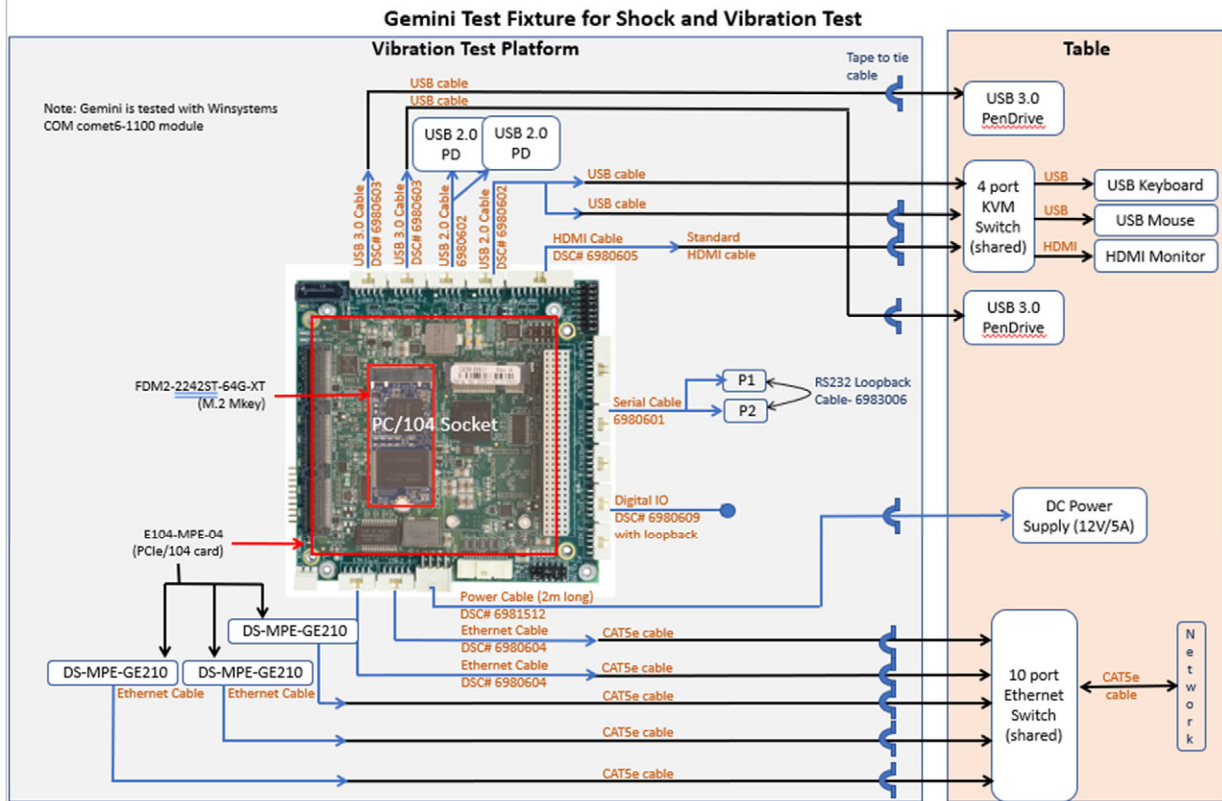 Gemini Test Fixture for Shock and Vibration Test
Vibration Test Platform
Table
Note: Gemini is tested with Winsystems
COM comet6-1100 module
USB cable
USB cable
Tape to tie
cable
USB 3.0
PenDrive
USB 2.0
PD
USB 2.0
PD
USB 3.0 Cable
DSC# 6980603
USB 3.0 Cable
DSC# 6980603
USB 2.0 Cable
6980602
USB 2.0 Cable
DSC# 6980602
USB cable
USB cable
HDMI Cable
DSC# 6980605
Standard
HDMI cable
4 port
KVM
Switch
(shared)
USB
USB Keyboard
USB
USB Mouse
HDMI
HDMI Monitor
USB 3.0
PenDrive
FDM2-2242ST-64G-XT
(M.2 Mkey)
PC/104 Socket
Serial Cable
6980601
P1
P2
RS232 Loopback
Cable- 6983006
Digital IO
DSC# 6980609
with loopback
DC Power
Supply (12V/5A)
E104-MPE-04
(PCIe/104 card)
Power Cable (2m long)
DSC# 6981512
Ethernet Cable
DSC# 6980604
CAT5e cable
Ethernet Cable
DSC# 6980604
CAT5e cable
DS-MPE-GE210
DS-MPE-GE210
DS-MPE-GE210
Ethernet Cable
Ethernet Cable
CAT5e cable
CAT5e cable
CAT5e cable
10 port
Ethernet
Switch
(shared)
CAT5e
cable
Network